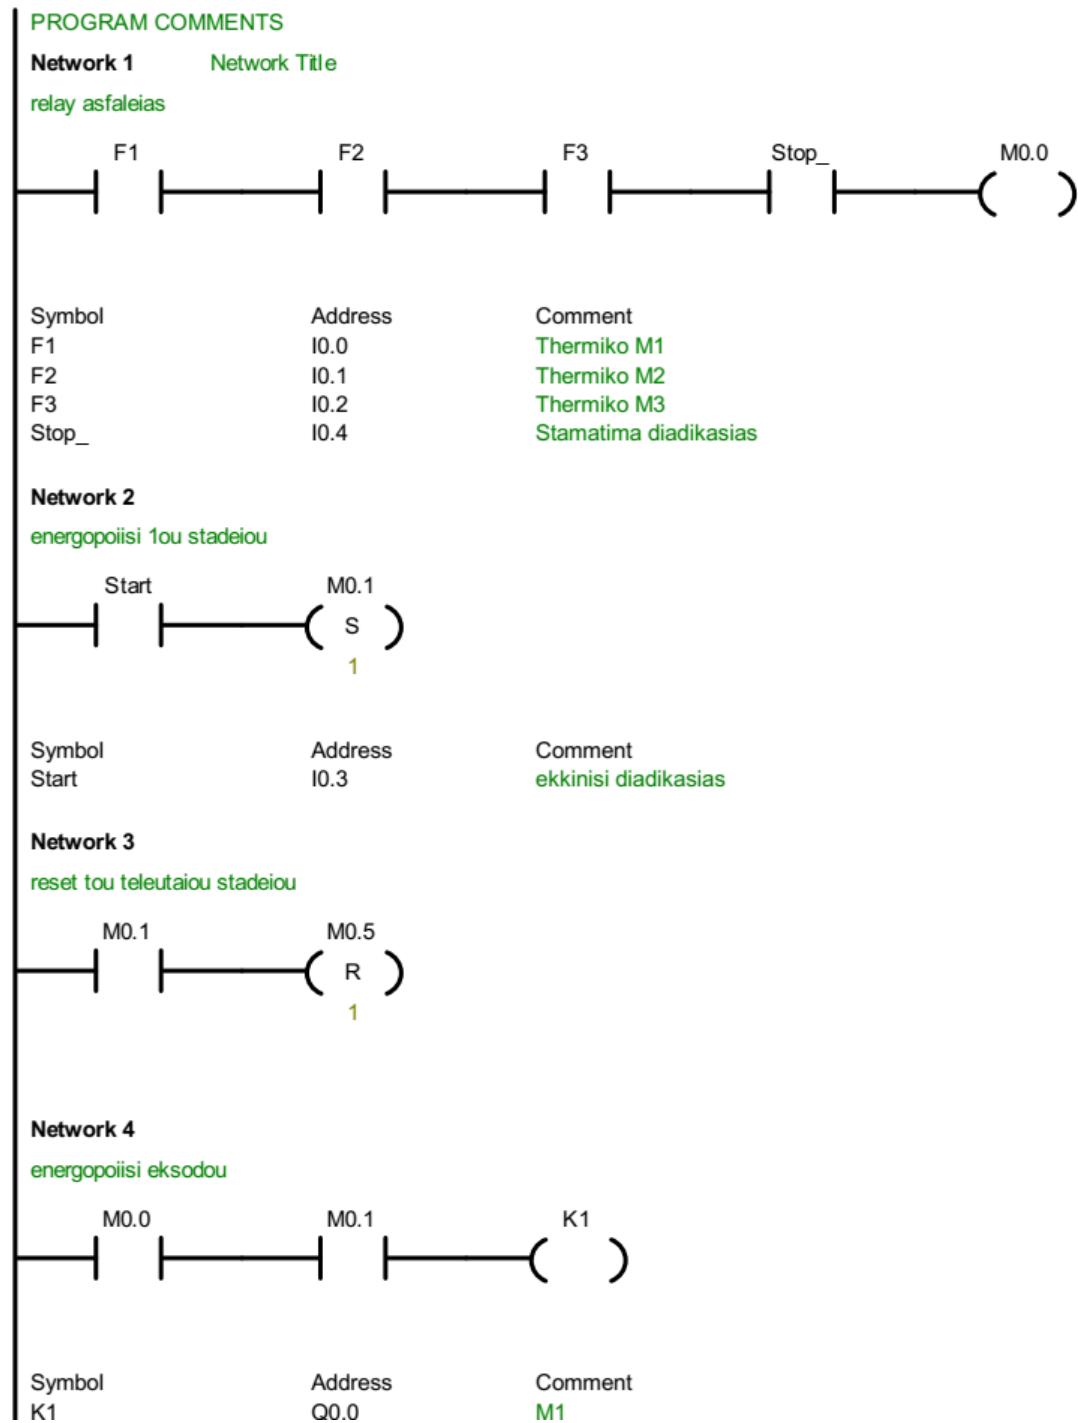 PROGRAM COMMENTS
Network 1 Network Title
relay asfaleias
F1 F2 F3 Stop_ M0.0
Symbol Address Comment
F1 I0.0 Thermiko M1
F2 I0.1 Thermiko M2
F3 I0.2 Thermiko M3
Stop_ I0.4 Stamatima diadikasias
Network 2
energopoiisi 1ou stadeiou
Start M0.1
S
1
Symbol Address Comment
Start I0.3 ekkinisi diadikasias
Network 3
reset tou teleutaiou stadeiou
M0.1 M0.5
R
1
Network 4
energopoiisi eksodou
M0.0 M0.1 K1
Symbol Address Comment
K1 Q0.0 M1